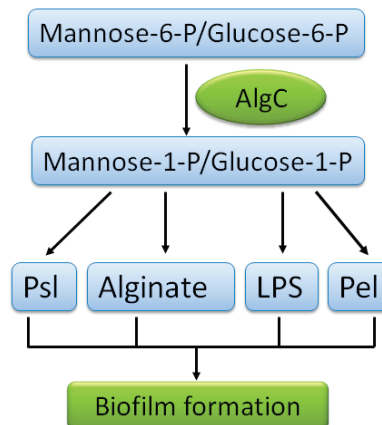 Mannose-6-P/Glucose-6-P
AlgC
Mannose-1-P/Glucose-1-P
Psl
Alginate
LPS
Pel
Biofilm formation